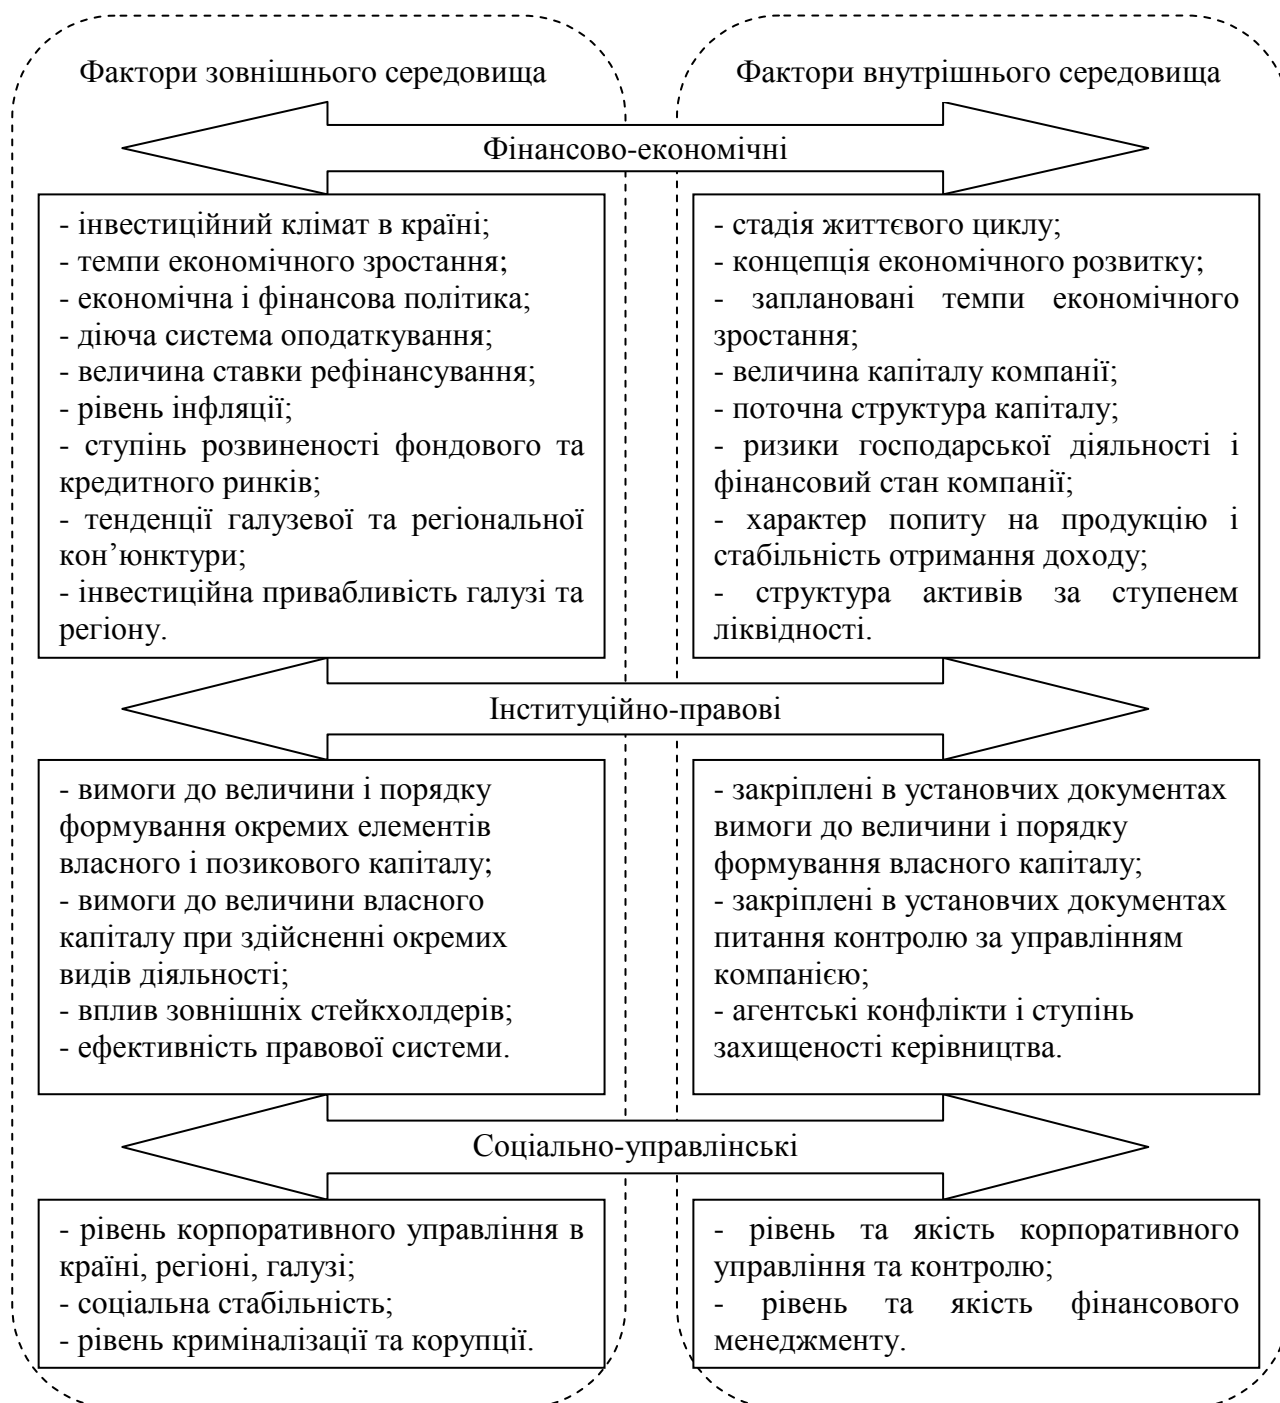 Фактори зовнішнього середовища
Фактори внутрішнього середовища
Фінансово-економічні
- інвестиційний клімат в країні;
- темпи економічного зростання;
- економічна і фінансова політика;
- діюча система оподаткування;
- величина ставки рефінансування;
- рівень інфляції;
- ступінь розвиненості фондового та
кредитного ринків;
- тенденції галузевої та регіональної
кон’юнктури;
- інвестиційна привабливість галузі та
регіону.
- стадія життєвого циклу;
- концепція економічного розвитку;
- заплановані темпи економічного
зростання;
- величина капіталу компанії;
- поточна структура капіталу;
- ризики господарської діяльності і
фінансовий стан компанії;
- характер попиту на продукцію і
стабільність отримання доходу;
- структура активів за ступенем
ліквідності.
Інституційно-правові
- вимоги до величини і порядку
формування окремих елементів
власного і позикового капіталу;
- вимоги до величини власного
капіталу при здійсненні окремих
видів діяльності;
- вплив зовнішніх стейкхолдерів;
- ефективність правової системи.
- закріплені в установчих документах
вимоги до величини і порядку
формування власного капіталу;
- закріплені в установчих документах
питання контролю за управлінням
компанією;
- агентські конфлікти і ступінь
захищеності керівництва.
Соціально-управлінські
- рівень корпоративного управління в
країні, регіоні, галузі;
- соціальна стабільність;
- рівень криміналізації та корупції.
- рівень та якість корпоративного
управління та контролю;
- рівень та якість фінансового
менеджменту.